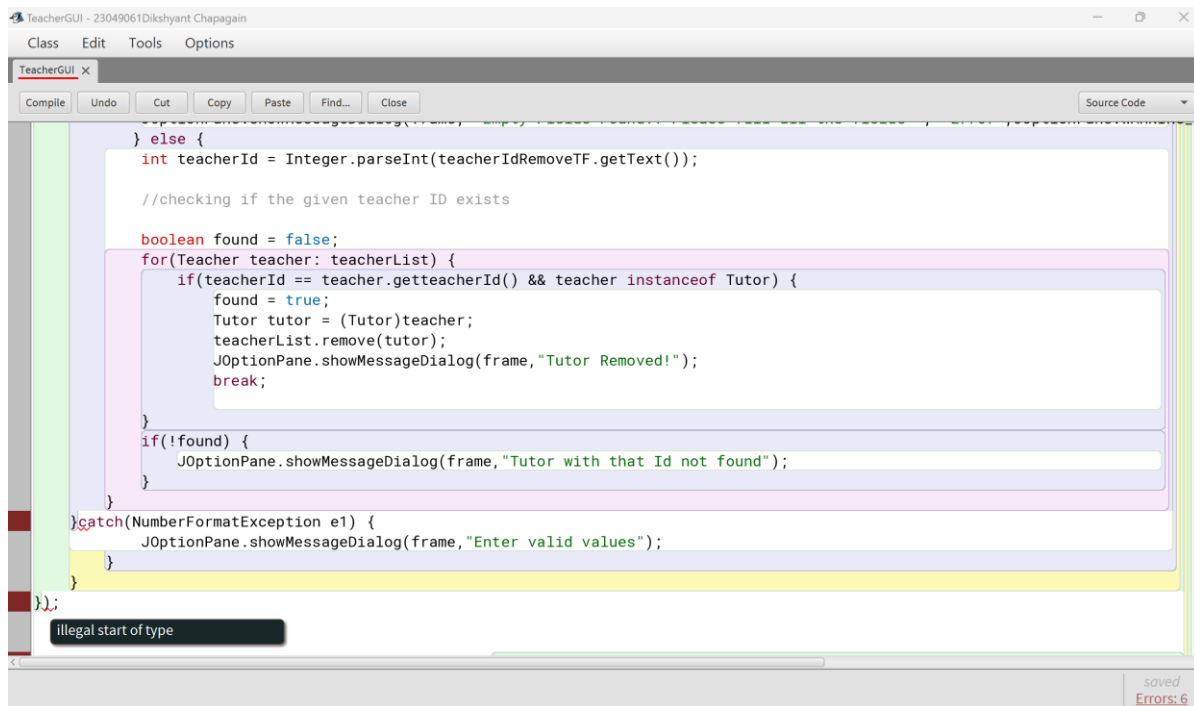 TeacherGUI - 23049061Dikshyant Chapagain
Class Edit Tools Options
TeacherGUI X
Compile Undo Cut Copy Paste Find... Close Source Code
} else {
int teacherId = Integer.parseInt(teacherIdRemoveTF.getText());
//checking if the given teacher ID exists
boolean found = false;
for(Teacher teacher: teacherList) {
if(teacherId == teacher.getteacherId() && teacher instanceof Tutor) {
found = true;
Tutor tutor = (Tutor)teacher;
teacherList.remove(tutor);
JOptionPane.showMessageDialog(frame,"Tutor Removed!");
break;
}
if(!found) {
JOptionPane.showMessageDialog(frame,"Tutor with that Id not found");
}
}
}catch(NumberFormatException e1) {
JOptionPane.showMessageDialog(frame,"Enter valid values");
}
}
});
illegal start of type
saved
Errors: 6